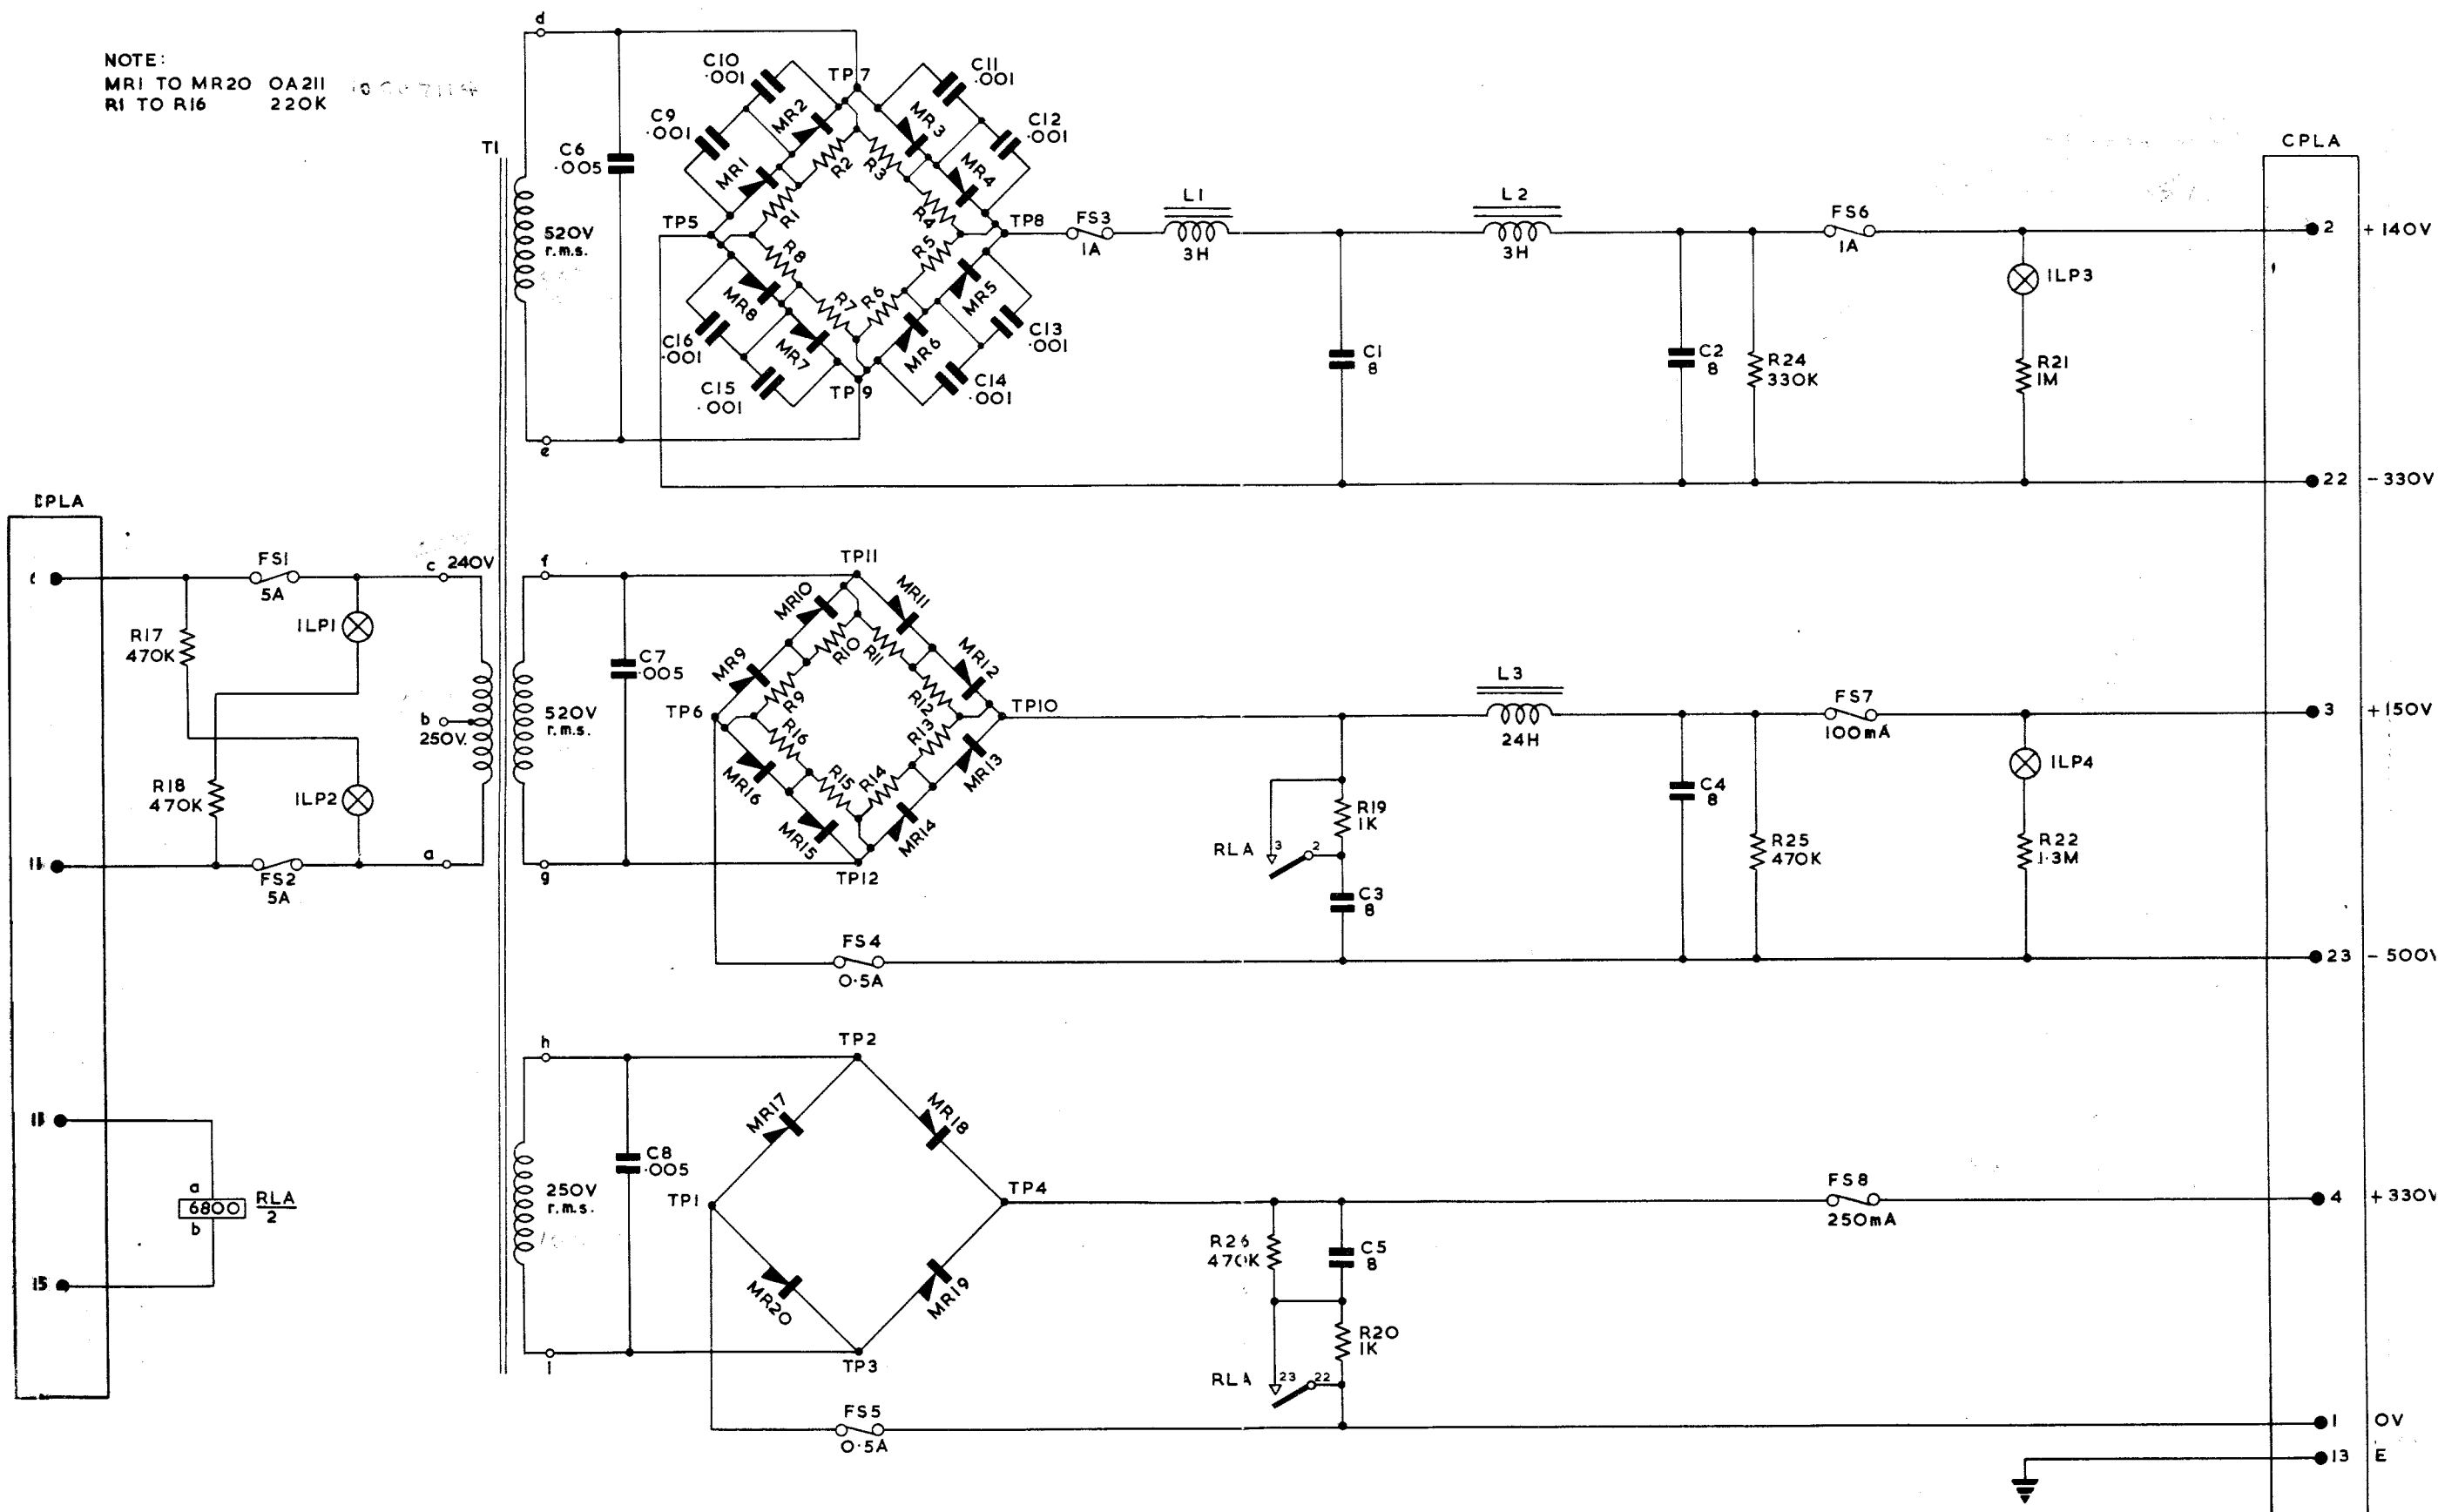 NOTE:
MR1 TO MR20 OA211
R1 TO R16 220K
T1
d
520V
r.m.s.
e
C6
.005
C10
.001
C9
.001
TP7
C11
.001
C12
.001
MR2
MR1
MR3
MR4
R2
R3
R1
R4
TP5
TP8
R8
R5
R7
R6
MR8
MR7
MR5
MR6
C16
.001
C15
.001
TP9
C13
.001
C14
.001
FS3
1A
L1
3H
L2
3H
C1
8
C2
8
R24
330K
FS6
1A
ILP3
R21
1M
CPLA
2 +140V
22 -330V
PLA
FS1
5A
c 240V
ILP1
R17
470K
b
250V.
R18
470K
ILP2
a
FS2
5A
f
520V
r.m.s.
g
C7
.005
TP11
MR10
MR11
MR9
MR12
R10
R11
R9
R12
TP6
TP10
R16
R13
R15
R14
MR16
MR13
MR15
MR14
TP12
FS4
0.5A
L3
24H
R19
1K
RLA 3 2
C3
8
C4
8
R25
470K
FS7
100mA
ILP4
R22
1.3M
3 +150V
23 -500V
15
a
6800
b
RLA
2
h
250V
r.m.s.
C8
.005
TP2
MR17
MR18
TP1
TP4
MR20
MR19
TP3
FS5
0.5A
R26
470K
C5
8
R20
1K
RLA 23 22
FS8
250mA
4 +330V
1 0V
13 E